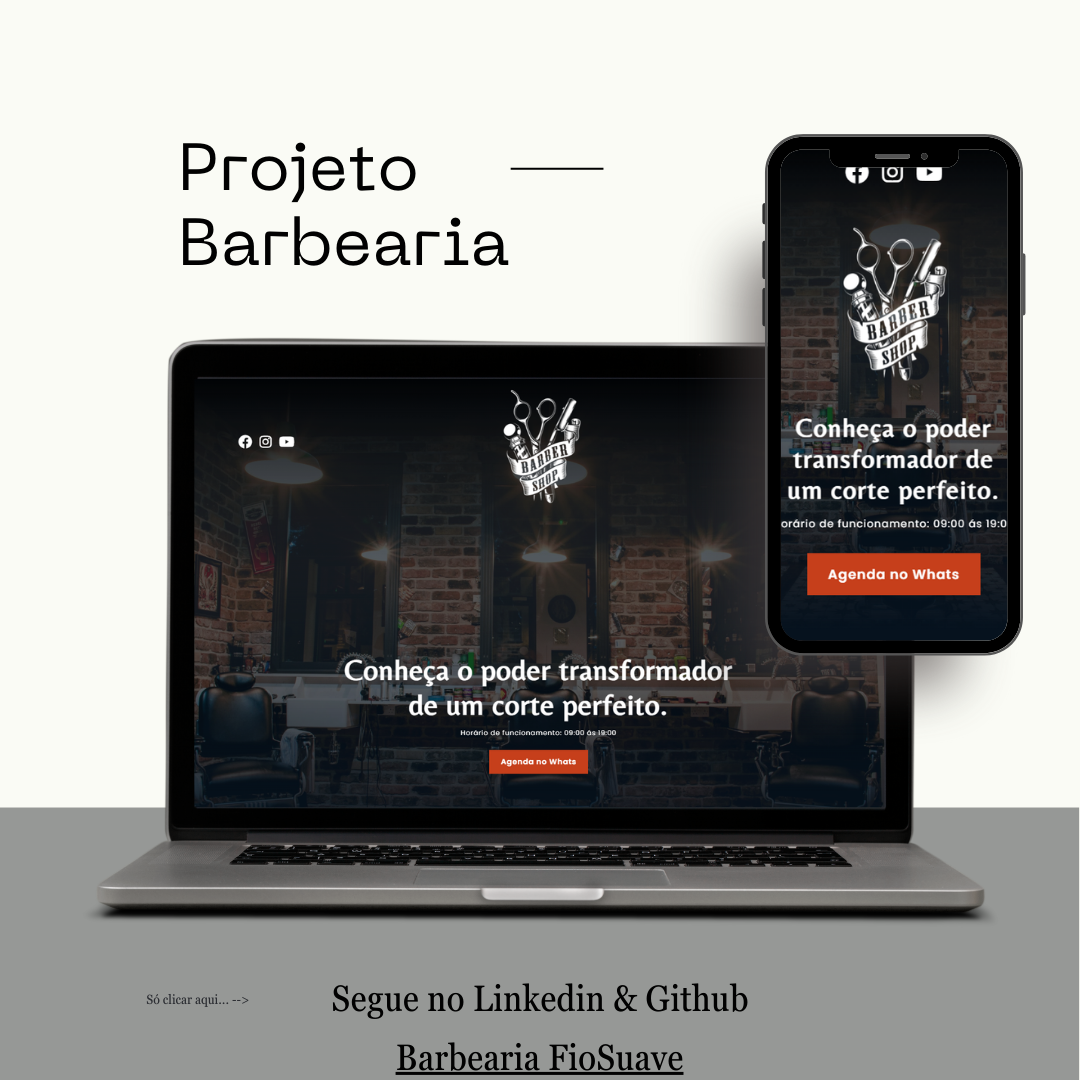 Projeto
Barbearia
BARBER
SHOP
Conheça o poder
transformador de
um corte perfeito.
orário de funcionamento: 09:00 ás 19:0
Agenda no Whats
BARBER
SHOP
Conheça o poder transformador
de um corte perfeito.
Horário de funcionamento: 09:00 ás 19:00
Agenda no Whats
Só clicar aqui... -->
Segue no Linkedin & Github
Barbearia FioSuave